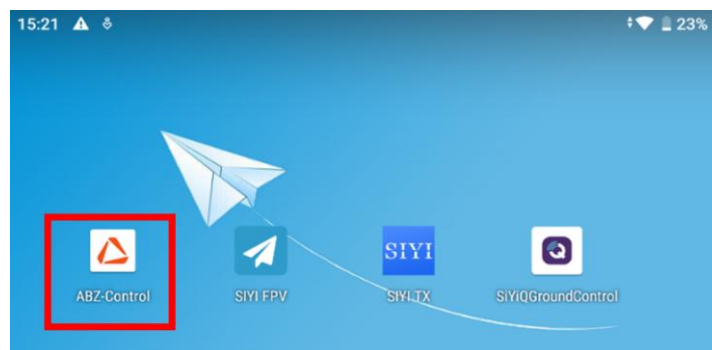 15:21 23%
SIYI
ABZ-Control SIYI FPV SIYI TX SiYiQGroundControl